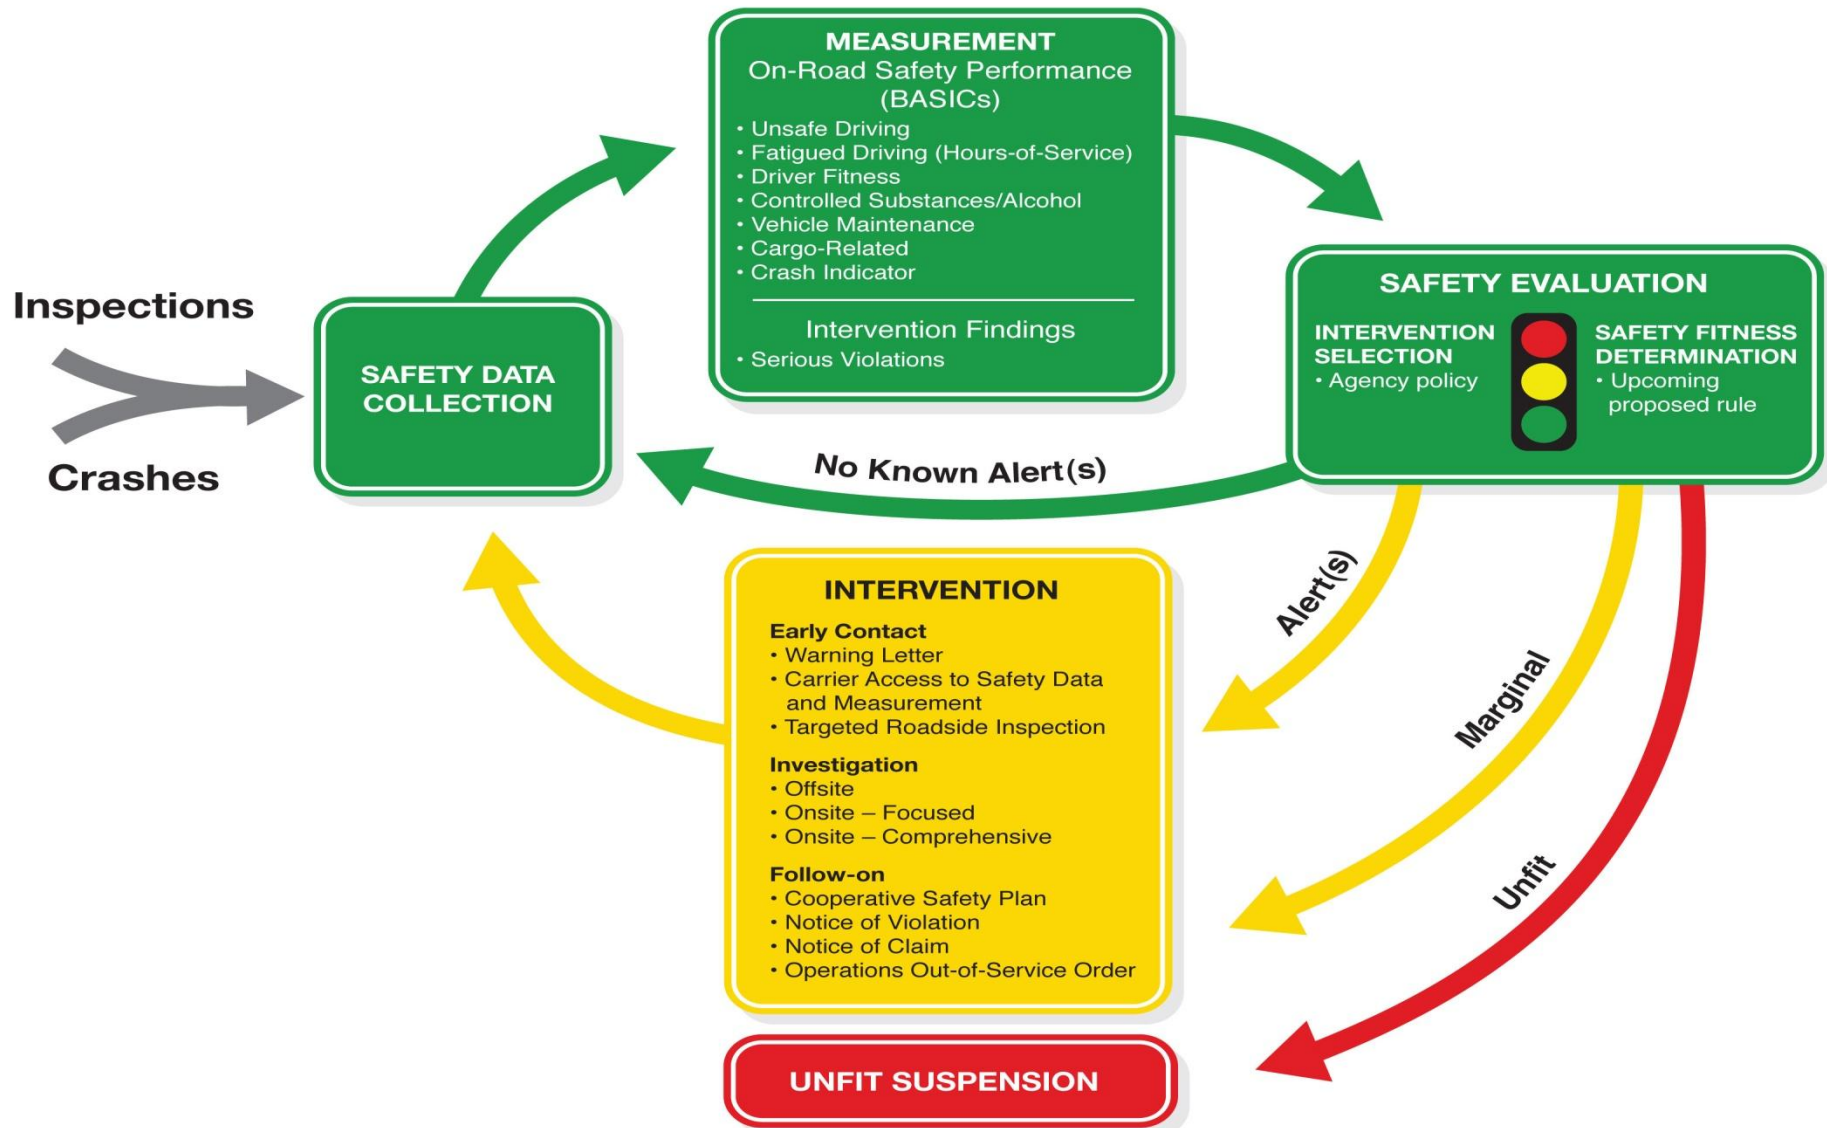 Inspections
Crashes
SAFETY DATA
COLLECTION
MEASUREMENT
On-Road Safety Performance
(BASICs)
• Unsafe Driving
• Fatigued Driving (Hours-of-Service)
• Driver Fitness
• Controlled Substances/Alcohol
• Vehicle Maintenance
• Cargo-Related
• Crash Indicator
Intervention Findings
• Serious Violations
SAFETY EVALUATION
INTERVENTION
SELECTION
• Agency policy
SAFETY FITNESS
DETERMINATION
• Upcoming
proposed rule
No Known Alert(s)
Alert(s)
Marginal
Unfit
INTERVENTION
Early Contact
• Warning Letter
• Carrier Access to Safety Data
and Measurement
• Targeted Roadside Inspection
Investigation
• Offsite
• Onsite – Focused
• Onsite – Comprehensive
Follow-on
• Cooperative Safety Plan
• Notice of Violation
• Notice of Claim
• Operations Out-of-Service Order
UNFIT SUSPENSION